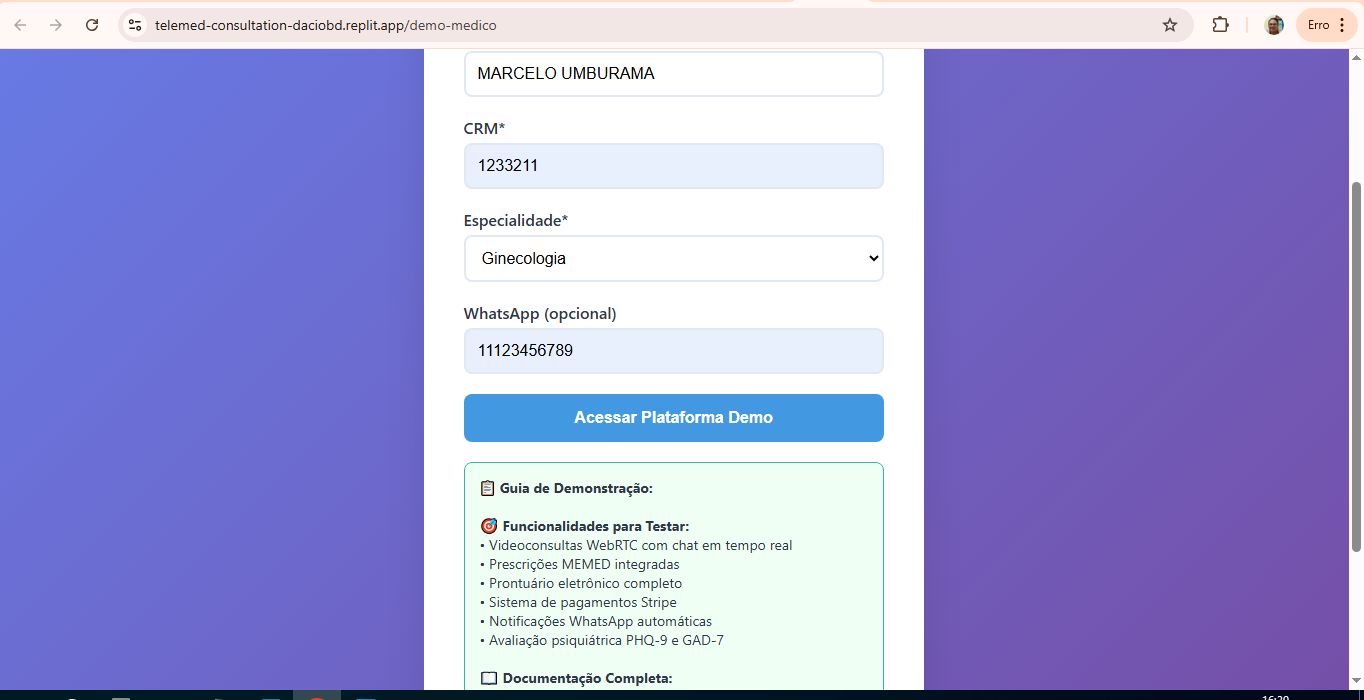 telemed-consultation-daciobd.replit.app/demo-medico
Erro
MARCELO UMBURAMA
CRM*
1233211
Especialidade*
Ginecologia
WhatsApp (opcional)
11123456789
Acessar Plataforma Demo
📋 Guia de Demonstração:
🎯 Funcionalidades para Testar:
• Videoconsultas WebRTC com chat em tempo real
• Prescrições MEMED integradas
• Prontuário eletrônico completo
• Sistema de pagamentos Stripe
• Notificações WhatsApp automáticas
• Avaliação psiquiátrica PHQ-9 e GAD-7
📖 Documentação Completa: